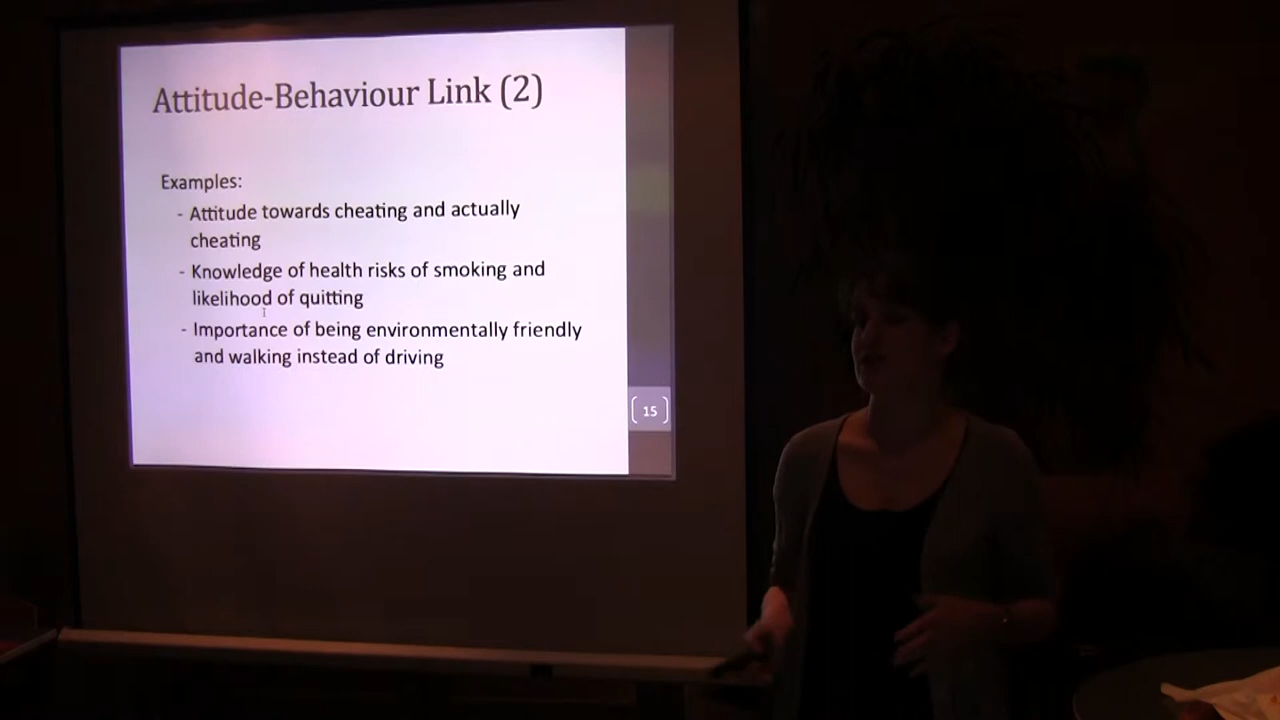 Attitude-Behaviour Link (2)
Examples:
- Attitude towards cheating and actually
cheating
- Knowledge of health risks of smoking and
likelihood of quitting
- Importance of being environmentally friendly
and walking instead of driving
15